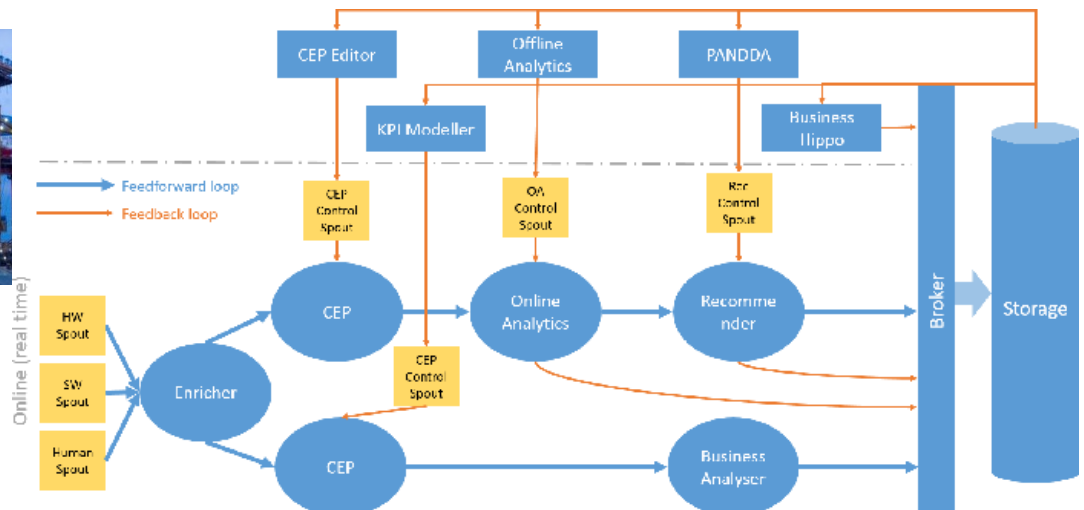 CEP Editor
Offline
Analytics
PANDDA
KPI Modeller
Business
Hippo
Feedforward loop
Feedback loop
CEP
Control
Spout
OA
Control
Spout
Rec
Control
Spout
Online (real time)
HW
Spout
SW
Spout
Human
Spout
Enricher
CEP
Online
Analytics
Recomme
nder
CEP
Control
Spout
CEP
Business
Analyser
Broker
Storage